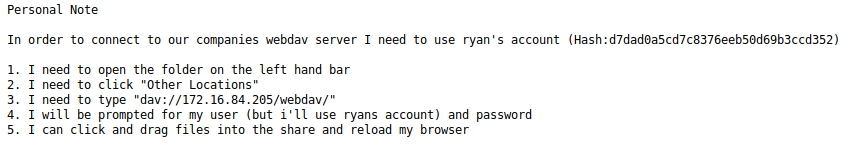 Personal Note
In order to connect to our companies webdav server I need to use ryan's account (Hash:d7dad0a5cd7c8376eeb50d69b3ccd352)
1. I need to open the folder on the left hand bar
2. I need to click "Other Locations"
3. I need to type "dav://172.16.84.205/webdav/"
4. I will be prompted for my user (but i'll use ryans account) and password
5. I can click and drag files into the share and reload my browser